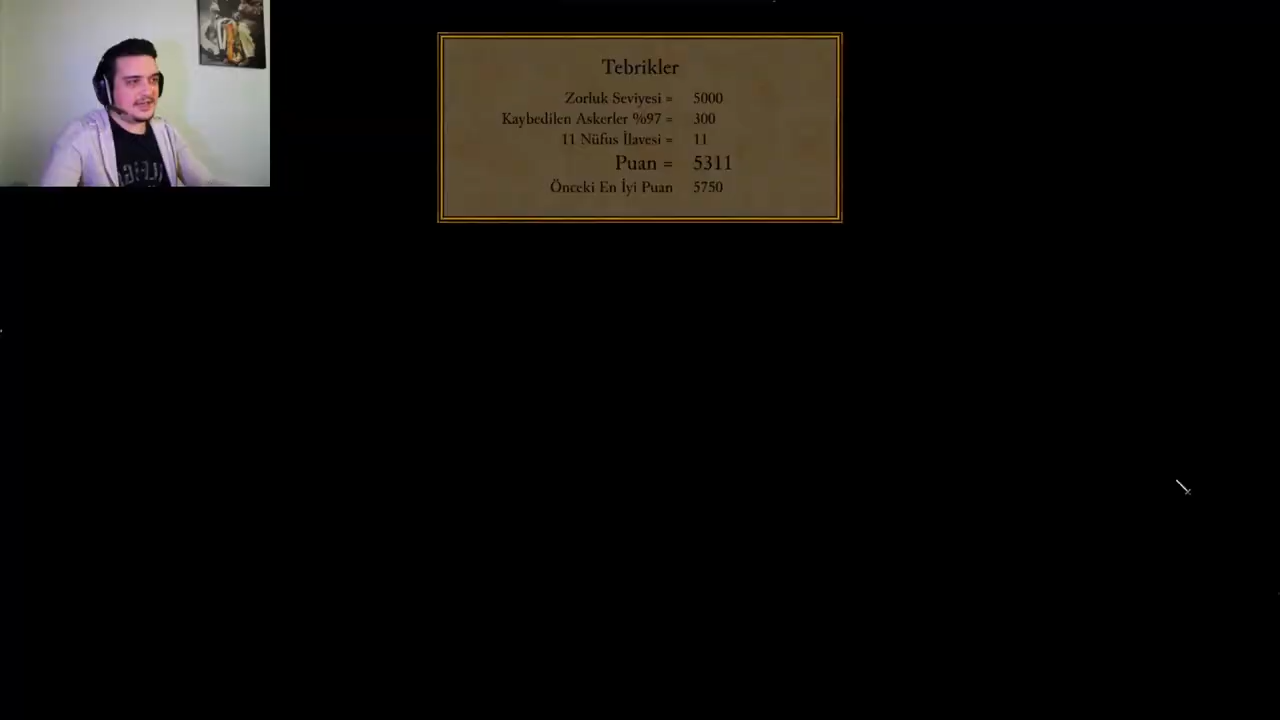 Tebrikler
Zorluk Seviyesi = 5000
Kaybedilen Askerler %97 = 300
11 Nüfus İlavesi = 11
Puan = 5311
Önceki En İyi Puan 5750